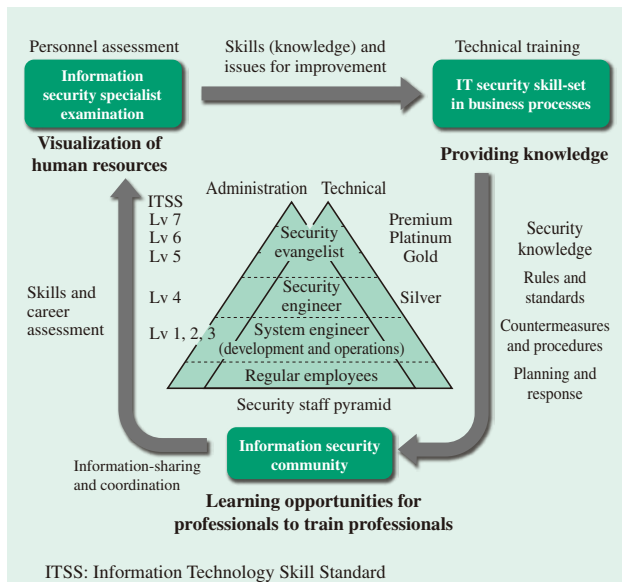 Personnel assessment
Information
security specialist
examination
Visualization of
human resources
Skills (knowledge) and
issues for improvement
Technical training
IT security skill-set
in business processes
Providing knowledge
Administration Technical
ITSS
Lv 7
Lv 6
Lv 5
Lv 4
Lv 1, 2, 3
Security
evangelist
Security
engineer
System engineer
(development and operations)
Regular employees
Premium
Platinum
Gold
Silver
Security staff pyramid
Security
knowledge
Rules and
standards
Countermeasures
and procedures
Planning and
response
Skills and
career
assessment
Information security
community
Information-sharing
and coordination
Learning opportunities for
professionals to train professionals
ITSS: Information Technology Skill Standard